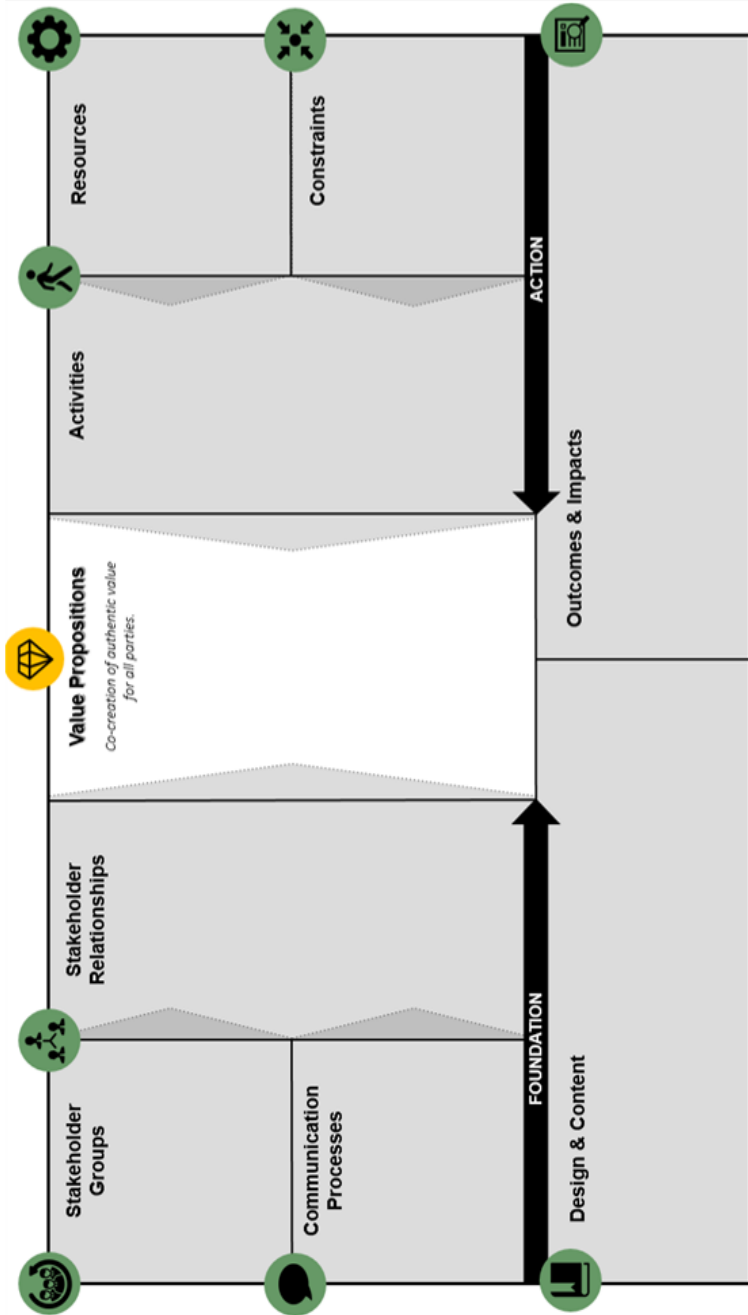 Stakeholder
Groups
Stakeholder
Relationships
Value Propositions
Co-creation of authentic value
for all parties.
Activities
Resources
Communication
Processes
Constraints
FOUNDATION
ACTION
Design & Content
Outcomes & Impacts